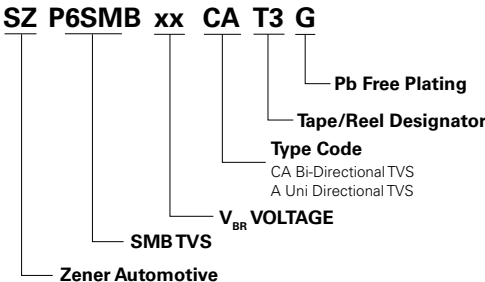 SZ P6SMB xx CA T3 G
Pb Free Plating
Tape/Reel Designator
Type Code
CA Bi-Directional TVS
A Uni Directional TVS
VBR VOLTAGE
SMB TVS
Zener Automotive